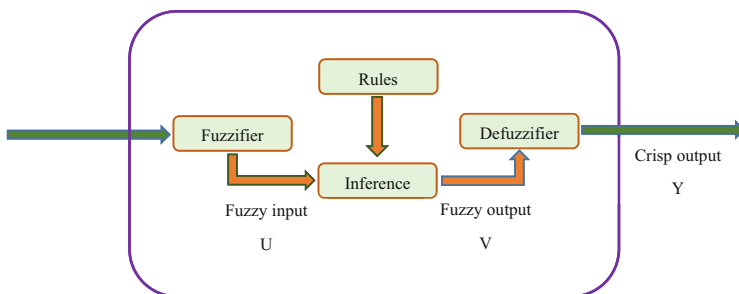 Rules
Fuzzifier
Defuzzifier
Inference
Crisp output
Y
Fuzzy input
U
Fuzzy output
V